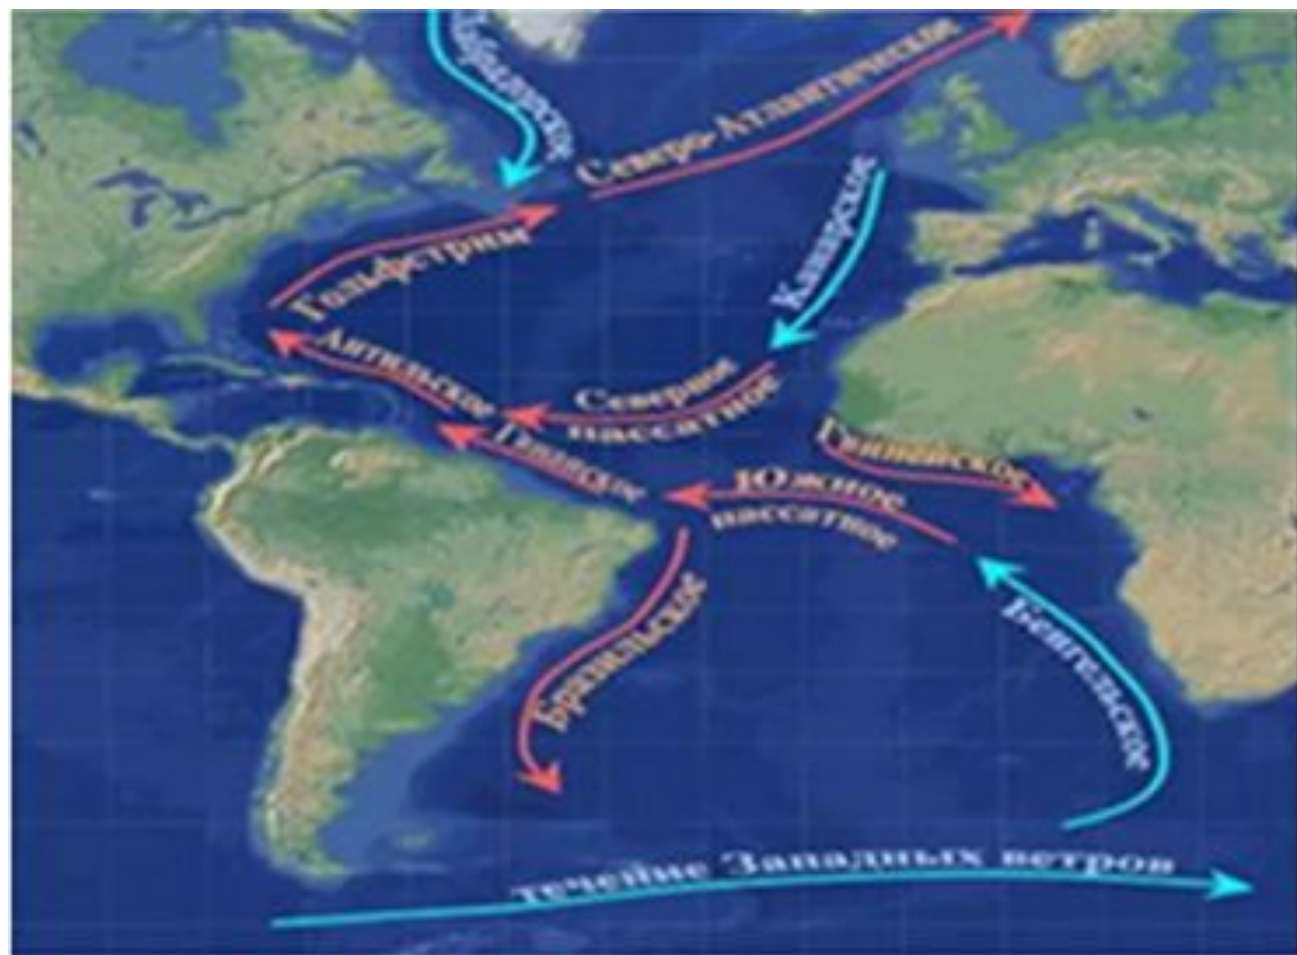 Лабрадорское
Северо-Атлантическое
Канарское
Гольфстрим
Антильское
Северное
пассатное
Гвианское
Гвинейское
Южное
пассатное
Бразильское
Бенгельское
течение Западных ветров